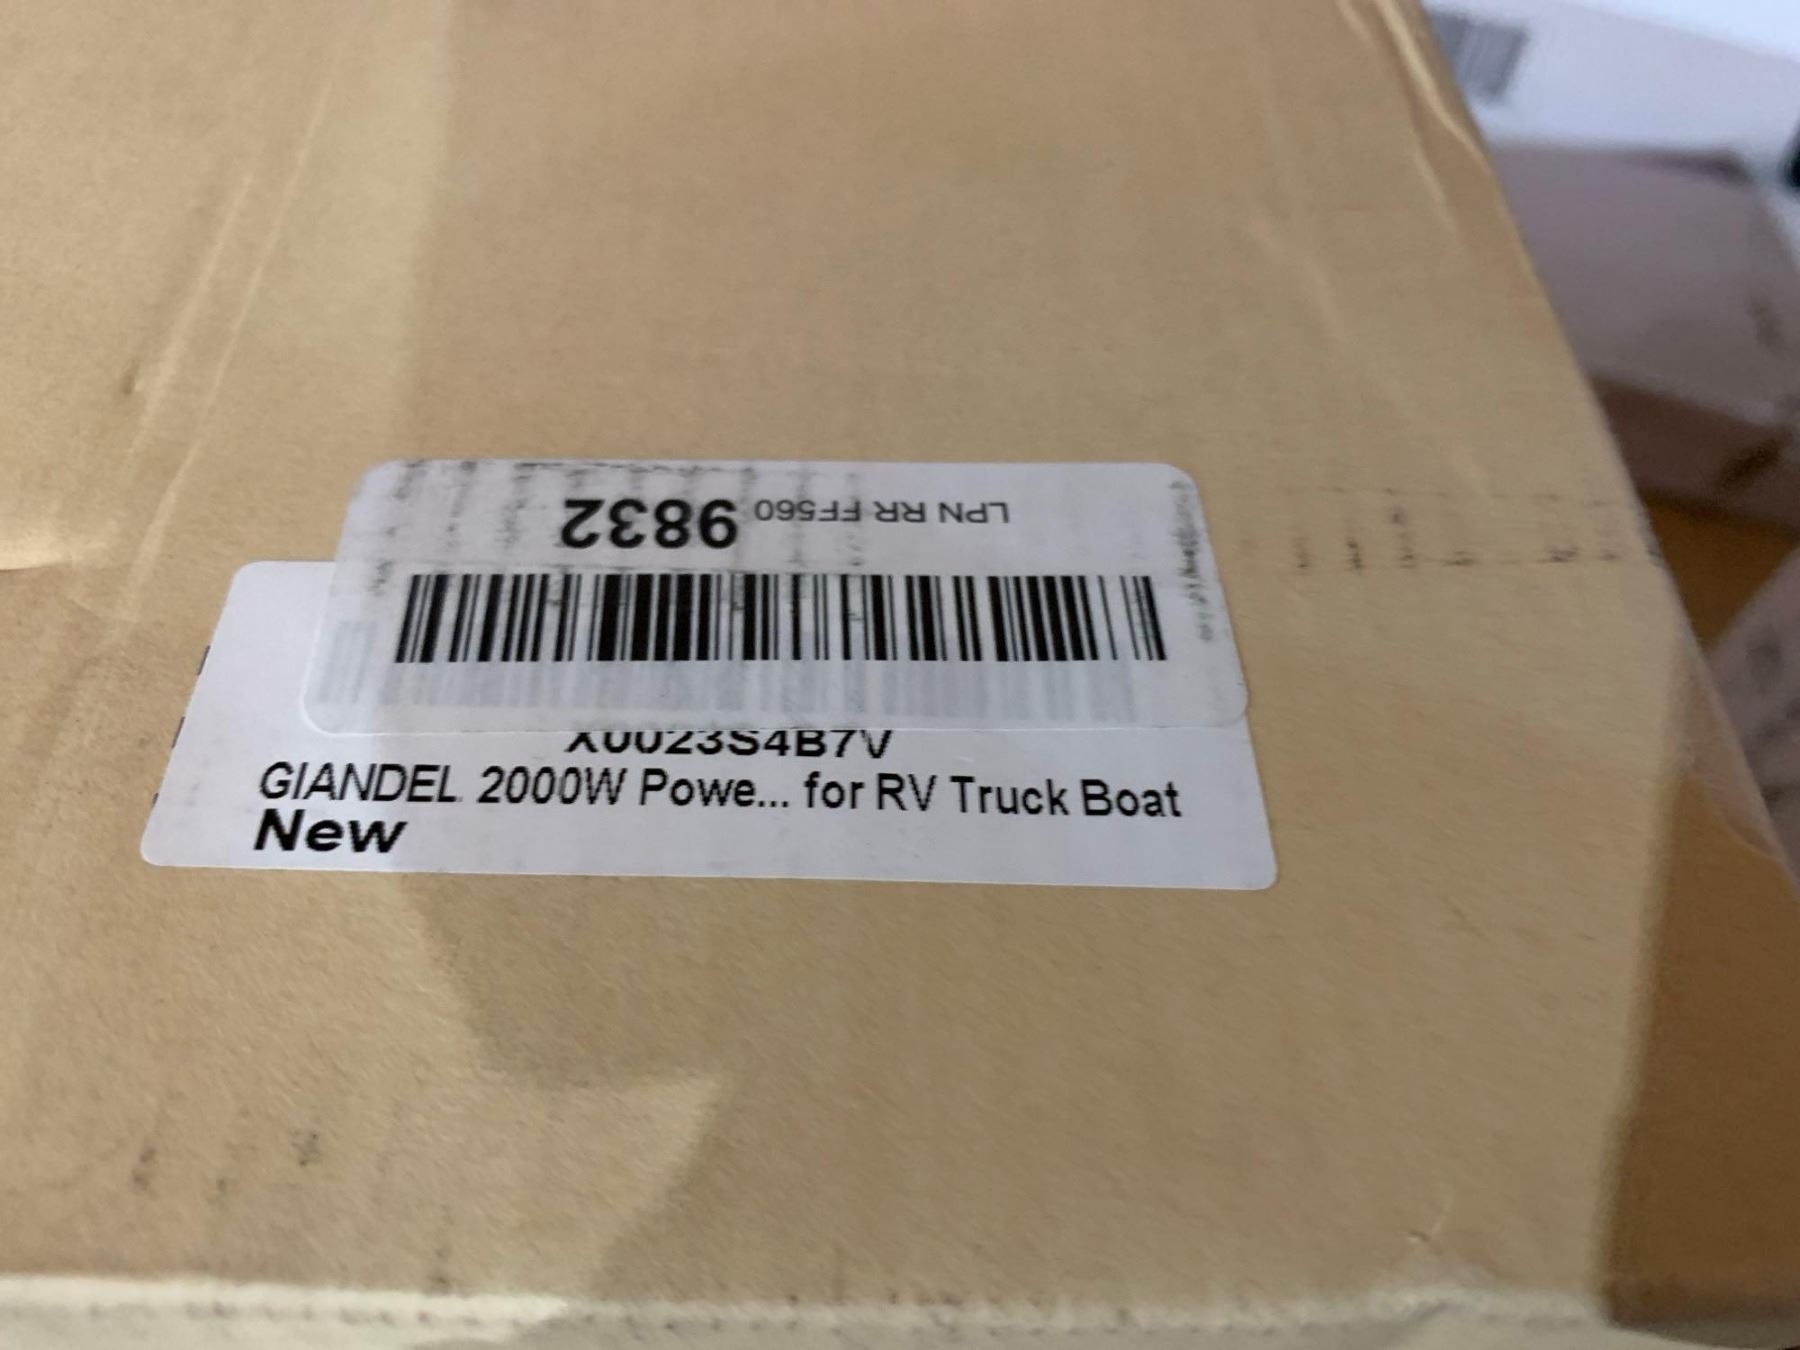 LPN RR FF560 9832
X0023S4B7V
GIANDEL 2000W Powe... for RV Truck Boat
New